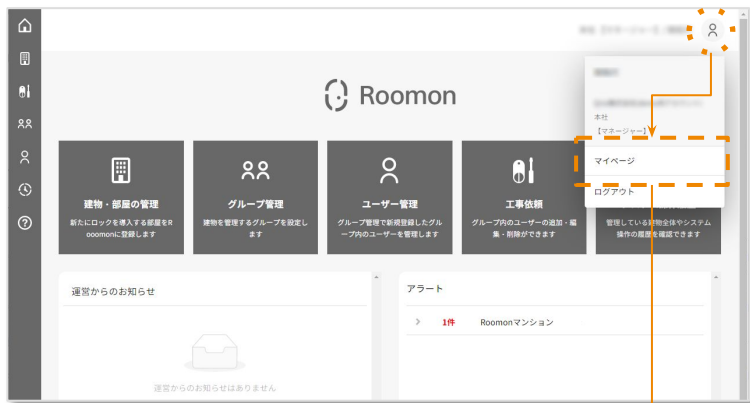 Roomon
本社
【マネージャー】
マイページ
ログアウト
建物・部屋の管理
新たにロックを導入する部屋をR
ooomonに登録します
グループ管理
建物を管理するグループを設定し
ます
ユーザー管理
グループ管理で新規登録したグル
ープ内のユーザーを管理します
工事依頼
グループ内のユーザーの追加・編
集・削除ができます
管理している建物全体やシステム
操作の履歴を確認できます
運営からのお知らせ
運営からのお知らせはありません
アラート
1件 Roomonマンション